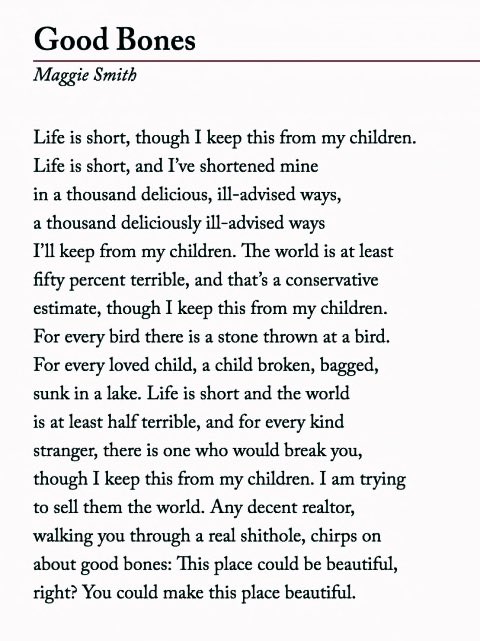 Good Bones
Maggie Smith
Life is short, though I keep this from my children.
Life is short, and I’ve shortened mine
in a thousand delicious, ill-advised ways,
a thousand deliciously ill-advised ways
I’ll keep from my children. The world is at least
fifty percent terrible, and that’s a conservative
estimate, though I keep this from my children.
For every bird there is a stone thrown at a bird.
For every loved child, a child broken, bagged,
sunk in a lake. Life is short and the world
is at least half terrible, and for every kind
stranger, there is one who would break you,
though I keep this from my children. I am trying
to sell them the world. Any decent realtor,
walking you through a real shithole, chirps on
about good bones: This place could be beautiful,
right? You could make this place beautiful.